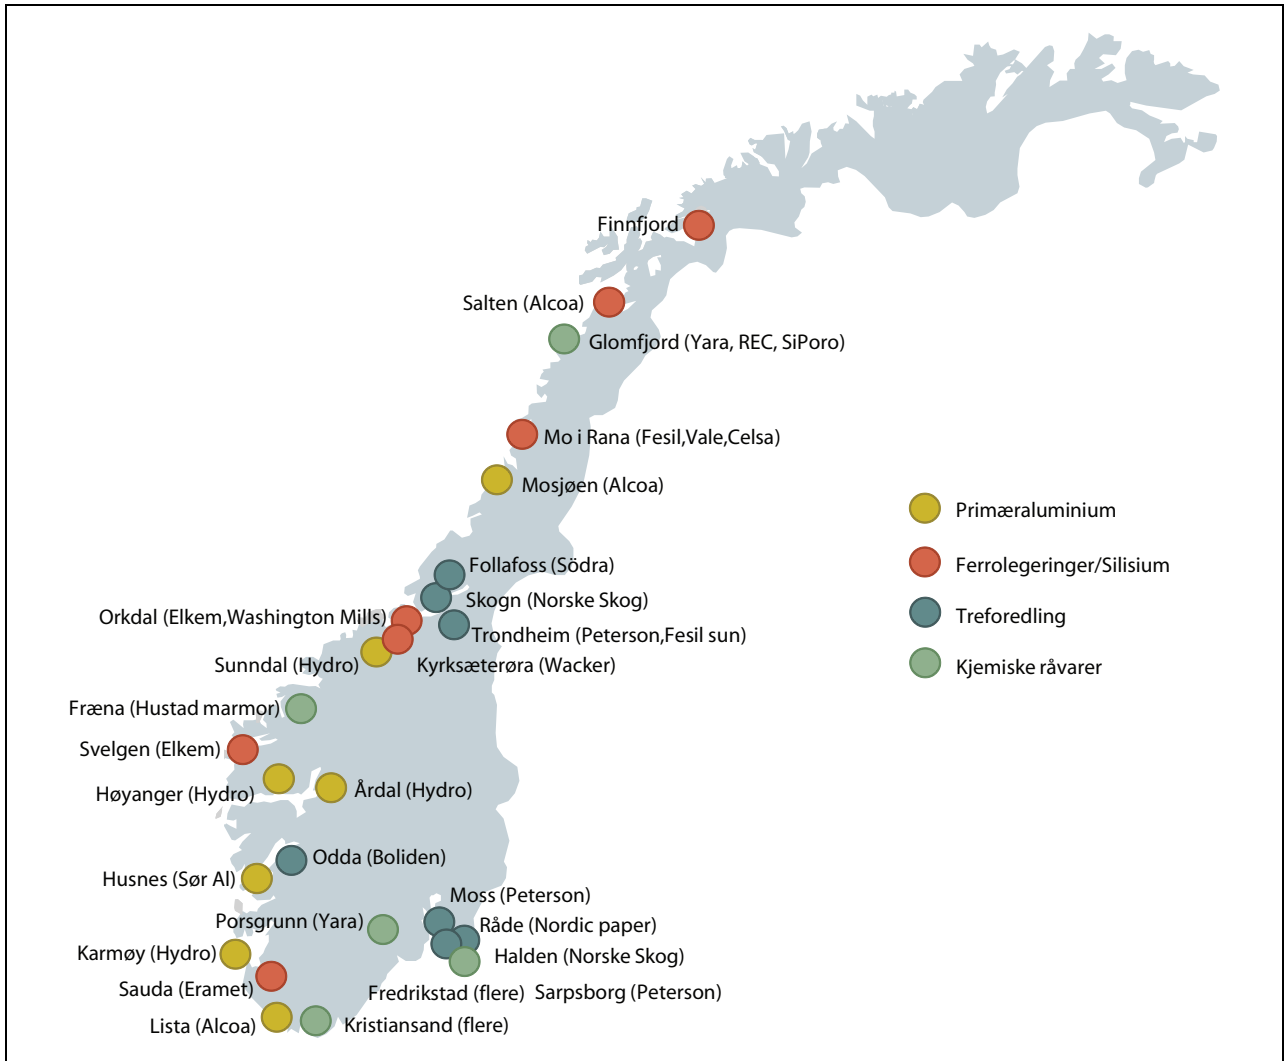 Finnfjord
Salten (Alcoa)
Glomfjord (Yara, REC, SiPoro)
Mo i Rana (Fesil,Vale,Celsa)
Mosjøen (Alcoa)
Primæraluminium
Ferrolegeringer/Silisium
Treforedling
Kjemiske råvarer
Follafoss (Södra)
Skogn (Norske Skog)
Orkdal (Elkem,Washington Mills)
Trondheim (Peterson,Fesil sun)
Sunndal (Hydro)
Kyrksæterøra (Wacker)
Fræna (Hustad marmor)
Svelgen (Elkem)
Høyanger (Hydro)
Årdal (Hydro)
Odda (Boliden)
Husnes (Sør Al)
Moss (Peterson)
Porsgrunn (Yara)
Råde (Nordic paper)
Karmøy (Hydro)
Halden (Norske Skog)
Sauda (Eramet)
Fredrikstad (flere)
Sarpsborg (Peterson)
Lista (Alcoa)
Kristiansand (flere)